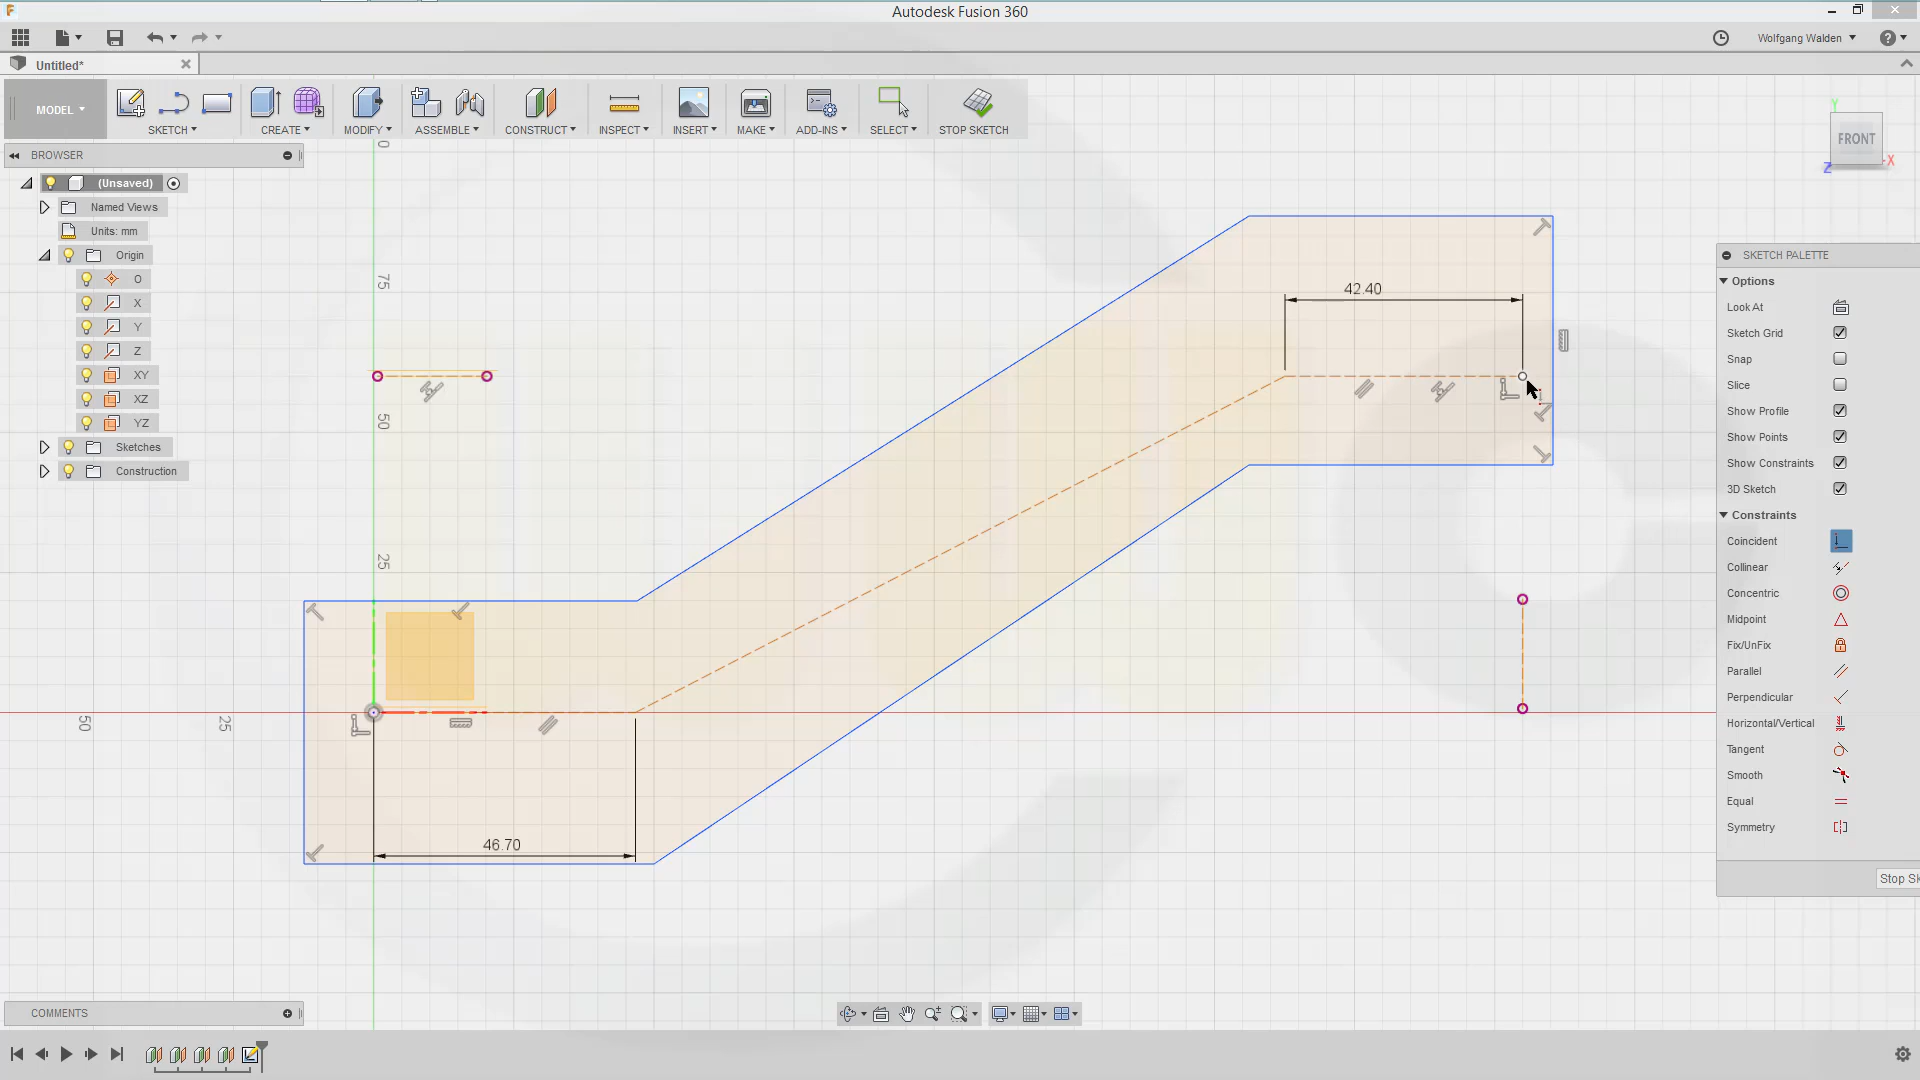 Autodesk Fusion 360
Wolfgang Walden
Untitled*
MODEL
SKETCH
CREATE
MODIFY
ASSEMBLE
CONSTRUCT
INSPECT
INSERT
MAKE
ADD-INS
SELECT
STOP SKETCH
BROWSER
(Unsaved)
Named Views
Units: mm
Origin
O
X
Y
Z
XY
XZ
YZ
Sketches
Construction
FRONT
Y
X
Z
0
75
50
25
50
25
42.40
46.70
SKETCH PALETTE
Options
Look At
Sketch Grid
Snap
Slice
Show Profile
Show Points
Show Constraints
3D Sketch
Constraints
Coincident
Collinear
Concentric
Midpoint
Fix/UnFix
Parallel
Perpendicular
Horizontal/Vertical
Tangent
Smooth
Equal
Symmetry
Stop Sk
COMMENTS